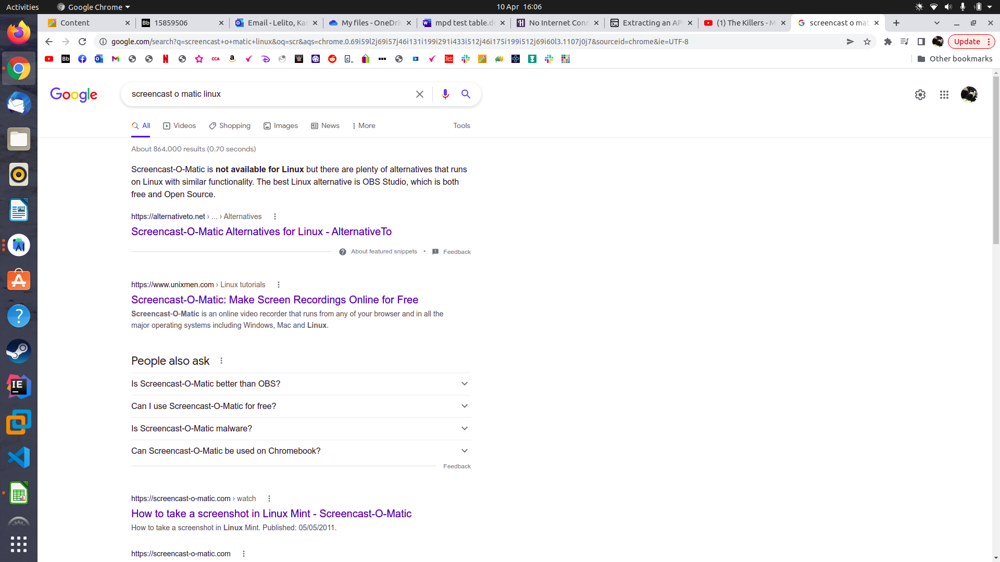 Activities
Google Chrome
10 Apr 16:06
Content
15859506
Email - Lelito, Kar
My files - OneDriv
mpd test table.do
No Internet Conn
Extracting an AP
(1) The Killers - M
screencast o mat
google.com/search?q=screencast+o+matic+linux&oq=scr&aqs=chrome.0.69i59l2j69i57j46i131i199i291i433i512j46i175i199i512j69i60l3.1107j0j7&sourceid=chrome&ie=UTF-8
Update
Bb
CCA
Other bookmarks
Google
screencast o matic linux
All
Videos
Shopping
Images
News
More
Tools
About 864,000 results (0.70 seconds)
Screencast-O-Matic is not available for Linux but there are plenty of alternatives that runs
on Linux with similar functionality. The best Linux alternative is OBS Studio, which is both
free and Open Source.
https://alternativeto.net › ... › Alternatives
Screencast-O-Matic Alternatives for Linux - AlternativeTo
About featured snippets • Feedback
https://www.unixmen.com › Linux tutorials
Screencast-O-Matic: Make Screen Recordings Online for Free
Screencast-O-Matic is an online video recorder that runs from any of your browser and in all the
major operating systems including Windows, Mac and Linux.
People also ask
Is Screencast-O-Matic better than OBS?
Can I use Screencast-O-Matic for free?
Is Screencast-O-Matic malware?
Can Screencast-O-Matic be used on Chromebook?
Feedback
https://screencast-o-matic.com › watch
How to take a screenshot in Linux Mint - Screencast-O-Matic
How to take a screenshot in Linux Mint. Published: 05/05/2011.
https://screencast-o-matic.com
IE